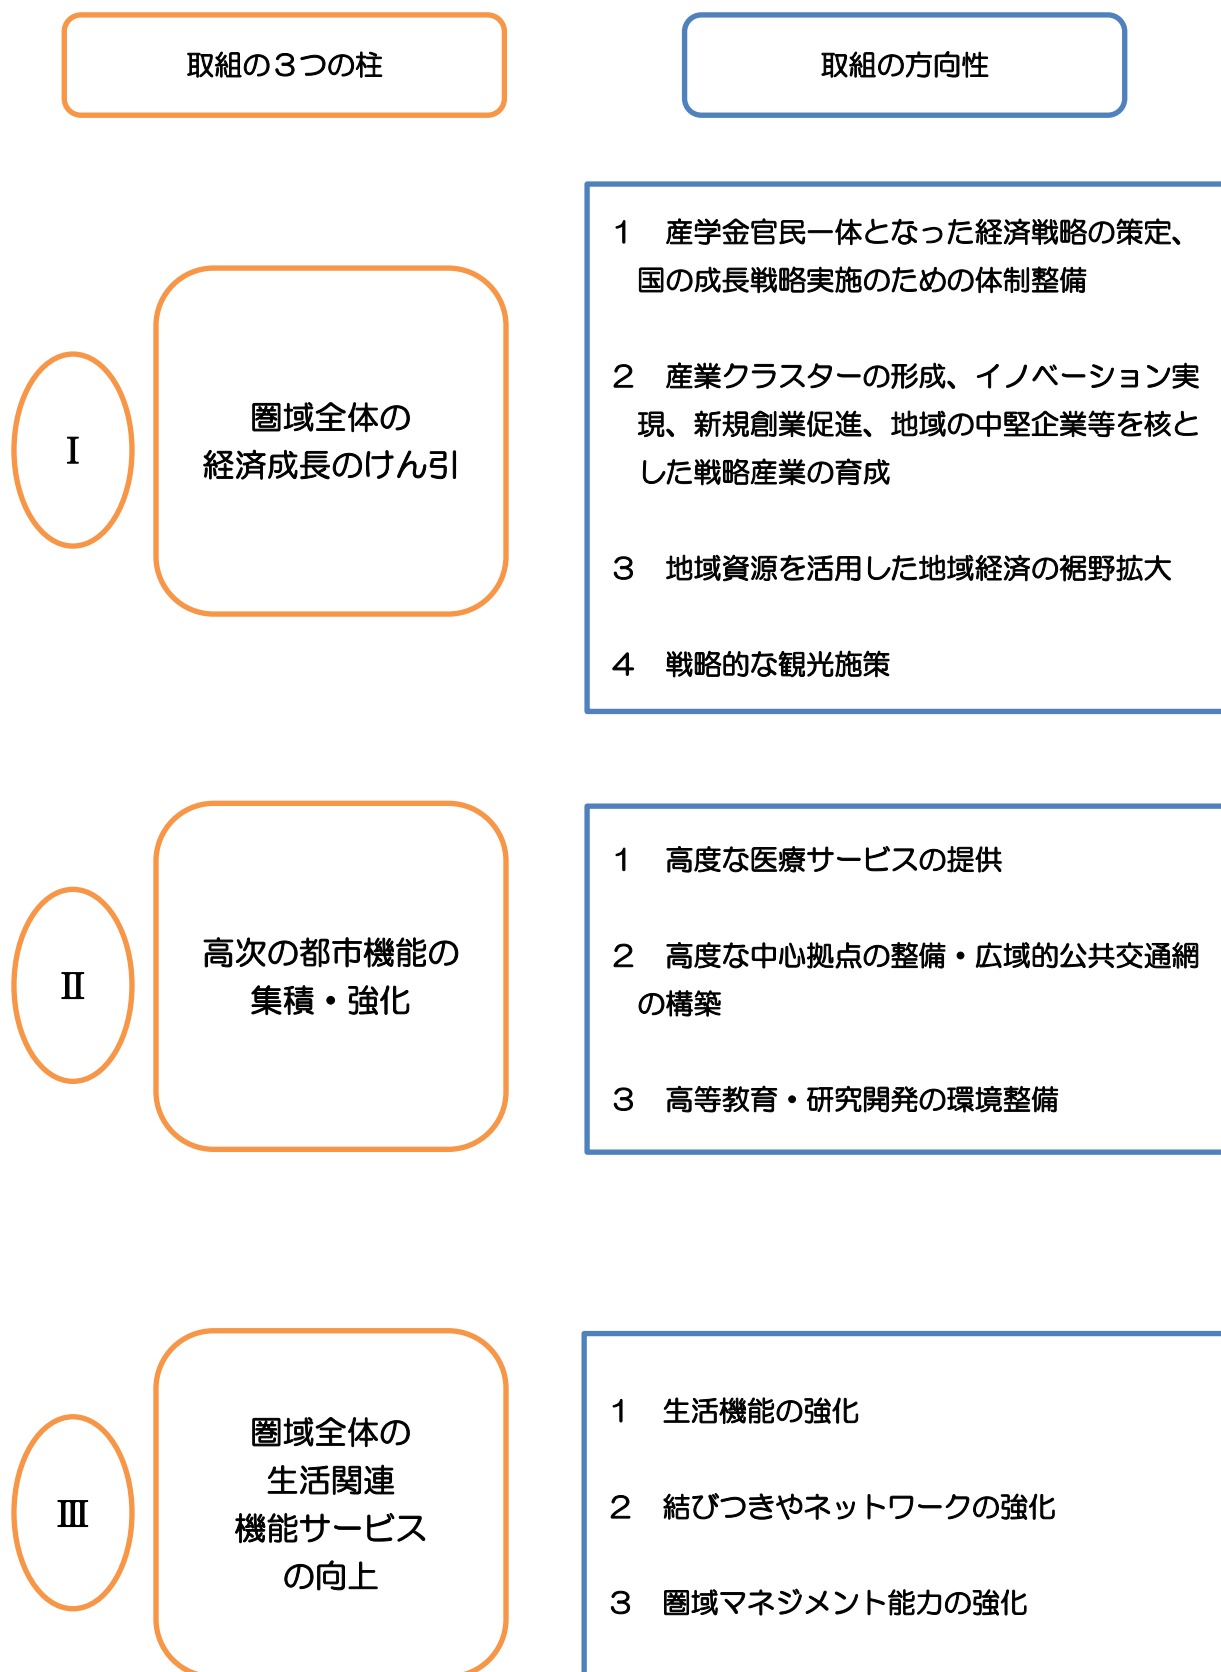 取組の３つの柱
取組の方向性
Ⅰ
圏域全体の
経済成長のけん引
１　産学金官民一体となった経済戦略の策定、
国の成長戦略実施のための体制整備
２　産業クラスターの形成、イノベーション実
現、新規創業促進、地域の中堅企業等を核と
した戦略産業の育成
３　地域資源を活用した地域経済の裾野拡大
４　戦略的な観光施策
Ⅱ
高次の都市機能の
集積・強化
１　高度な医療サービスの提供
２　高度な中心拠点の整備・広域的公共交通網
の構築
３　高等教育・研究開発の環境整備
Ⅲ
圏域全体の
生活関連
機能サービス
の向上
１　生活機能の強化
２　結びつきやネットワークの強化
３　圏域マネジメント能力の強化